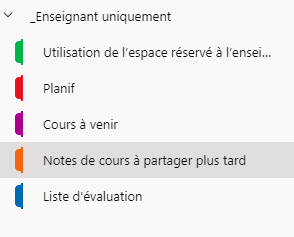 _Enseignant uniquement
Utilisation de l'espace réservé à l'ensei...
Planif
Cours à venir
Notes de cours à partager plus tard
Liste d'évaluation